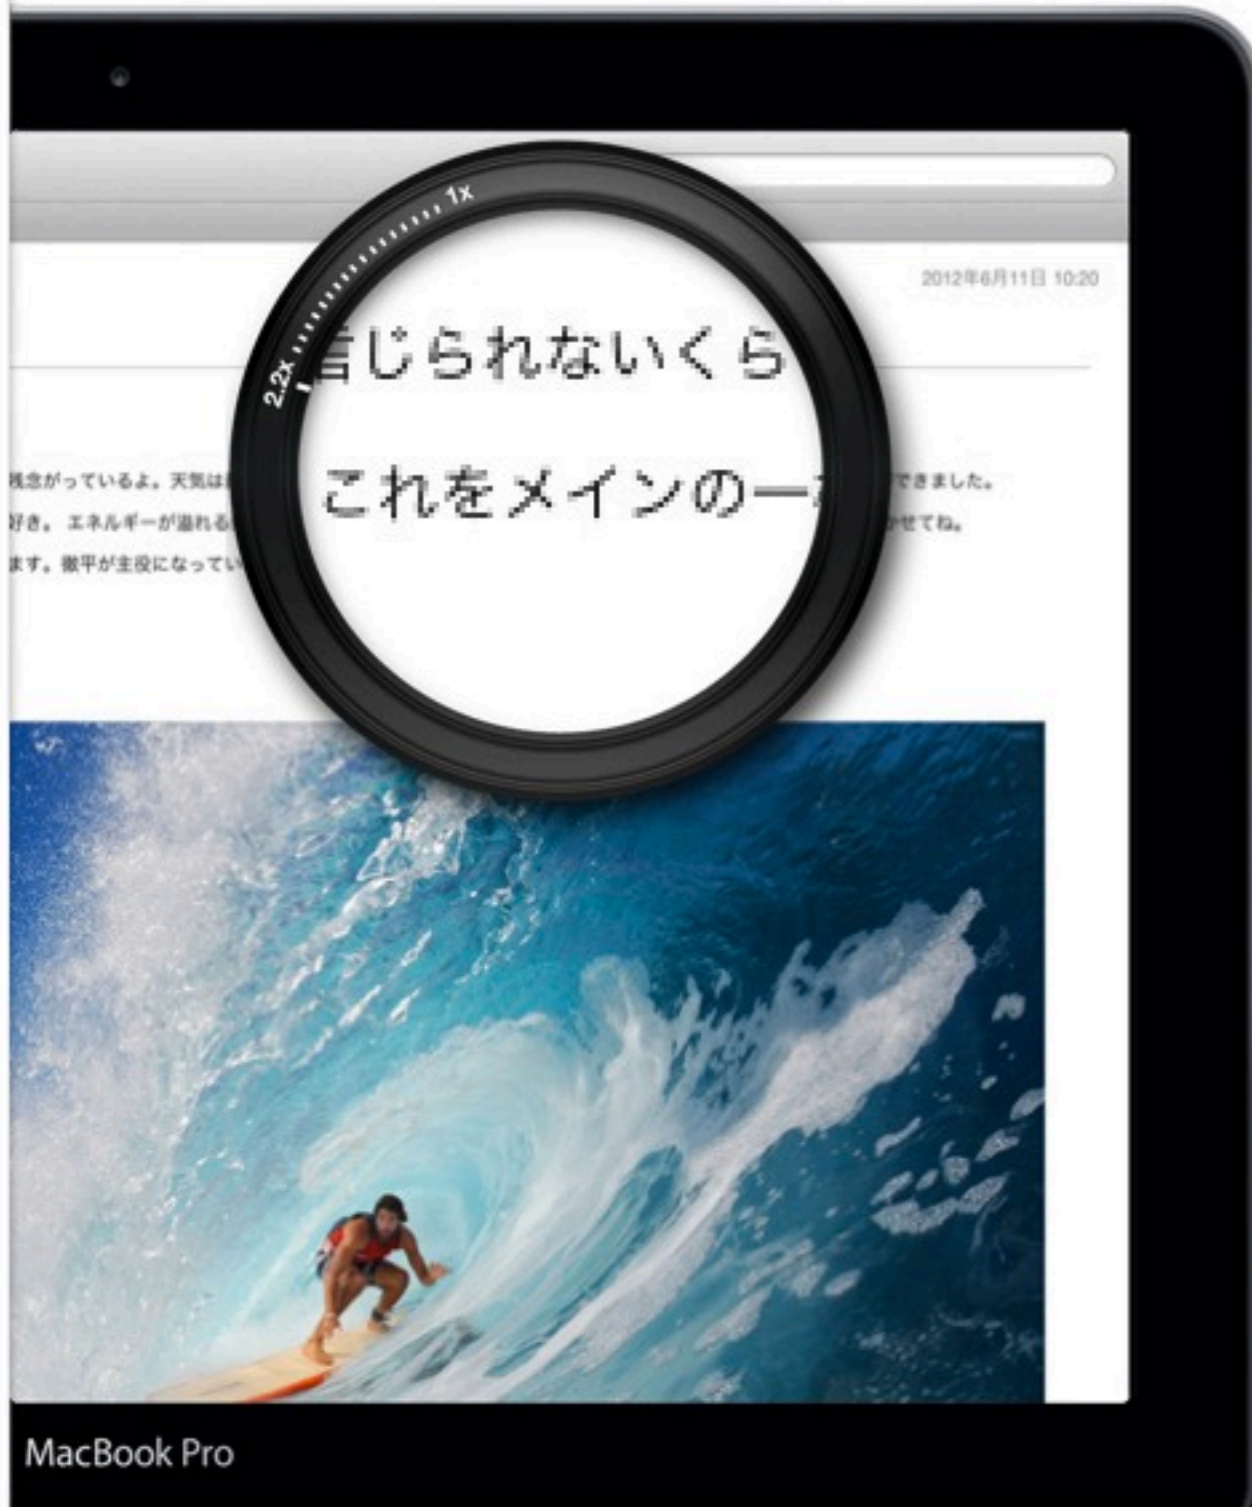 1x
2.2x
2012年6月11日 10:20
信じられないくら
これをメインの一
残念がっているよ。天気は できました。
好き。 エネルギーが溢れる かせてね。
ます。徹平が主役になってい
MacBook Pro